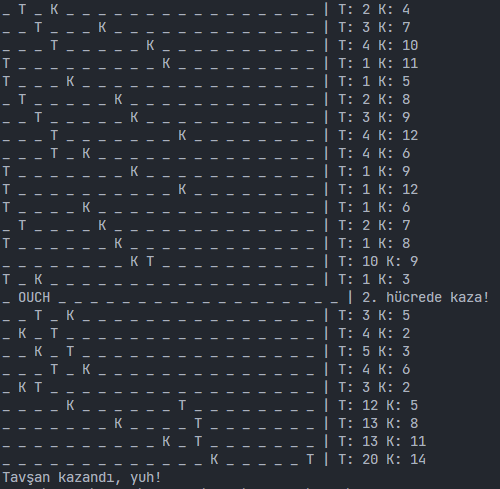 _ T _ K _ _ _ _ _ _ _ _ _ _ _ _ _ _ _ _ | T: 2 K: 4
_ _ T _ _ _ K _ _ _ _ _ _ _ _ _ _ _ _ _ | T: 3 K: 7
_ _ _ T _ _ _ _ _ K _ _ _ _ _ _ _ _ _ _ | T: 4 K: 10
T _ _ _ _ _ _ _ _ _ K _ _ _ _ _ _ _ _ _ | T: 1 K: 11
T _ _ _ K _ _ _ _ _ _ _ _ _ _ _ _ _ _ _ | T: 1 K: 5
_ T _ _ _ _ _ K _ _ _ _ _ _ _ _ _ _ _ _ | T: 2 K: 8
_ _ T _ _ _ _ _ K _ _ _ _ _ _ _ _ _ _ _ | T: 3 K: 9
_ _ _ T _ _ _ _ _ _ _ K _ _ _ _ _ _ _ _ | T: 4 K: 12
_ _ _ T _ K _ _ _ _ _ _ _ _ _ _ _ _ _ _ | T: 4 K: 6
T _ _ _ _ _ _ _ K _ _ _ _ _ _ _ _ _ _ _ | T: 1 K: 9
T _ _ _ _ _ _ _ _ _ _ K _ _ _ _ _ _ _ _ | T: 1 K: 12
T _ _ _ _ K _ _ _ _ _ _ _ _ _ _ _ _ _ _ | T: 1 K: 6
_ T _ _ _ _ K _ _ _ _ _ _ _ _ _ _ _ _ _ | T: 2 K: 7
T _ _ _ _ _ _ K _ _ _ _ _ _ _ _ _ _ _ _ | T: 1 K: 8
_ _ _ _ _ _ _ _ K T _ _ _ _ _ _ _ _ _ _ | T: 10 K: 9
T _ K _ _ _ _ _ _ _ _ _ _ _ _ _ _ _ _ _ | T: 1 K: 3
_ OUCH _ _ _ _ _ _ _ _ _ _ _ _ _ _ _ _ _ _ | 2. hücrede kaza!
_ _ T _ K _ _ _ _ _ _ _ _ _ _ _ _ _ _ _ | T: 3 K: 5
_ K _ T _ _ _ _ _ _ _ _ _ _ _ _ _ _ _ _ | T: 4 K: 2
_ _ K _ T _ _ _ _ _ _ _ _ _ _ _ _ _ _ _ | T: 5 K: 3
_ _ _ T _ K _ _ _ _ _ _ _ _ _ _ _ _ _ _ | T: 4 K: 6
_ K T _ _ _ _ _ _ _ _ _ _ _ _ _ _ _ _ _ | T: 3 K: 2
_ _ _ _ K _ _ _ _ _ _ T _ _ _ _ _ _ _ _ | T: 12 K: 5
_ _ _ _ _ _ _ K _ _ _ _ T _ _ _ _ _ _ _ | T: 13 K: 8
_ _ _ _ _ _ _ _ _ _ K _ T _ _ _ _ _ _ _ | T: 13 K: 11
_ _ _ _ _ _ _ _ _ _ _ _ _ K _ _ _ _ _ T | T: 20 K: 14
Tavşan kazandı, yuh!